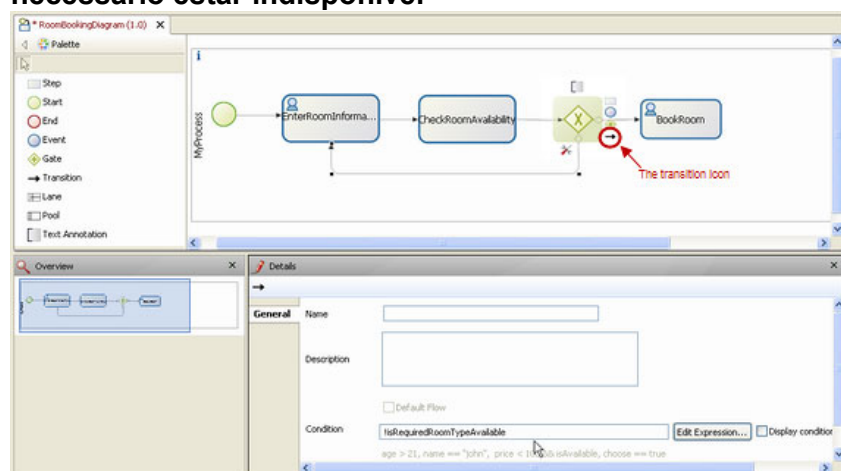 necessário estar indisponível
* RoomBookingDiagram (1.0)
Palette
Step
Start
End
Event
Gate
Transition
Lane
Pool
Text Annotation
MyProcess
EnterRoomInforma...
CheckRoomAvailability
BookRoom
The transition icon
Overview
Details
General
Name
Description
Default Flow
Condition
!isRequiredRoomTypeAvailable
Edit Expression...
Display condition
age > 21, name == "john", price < && isAvailable, choose == true